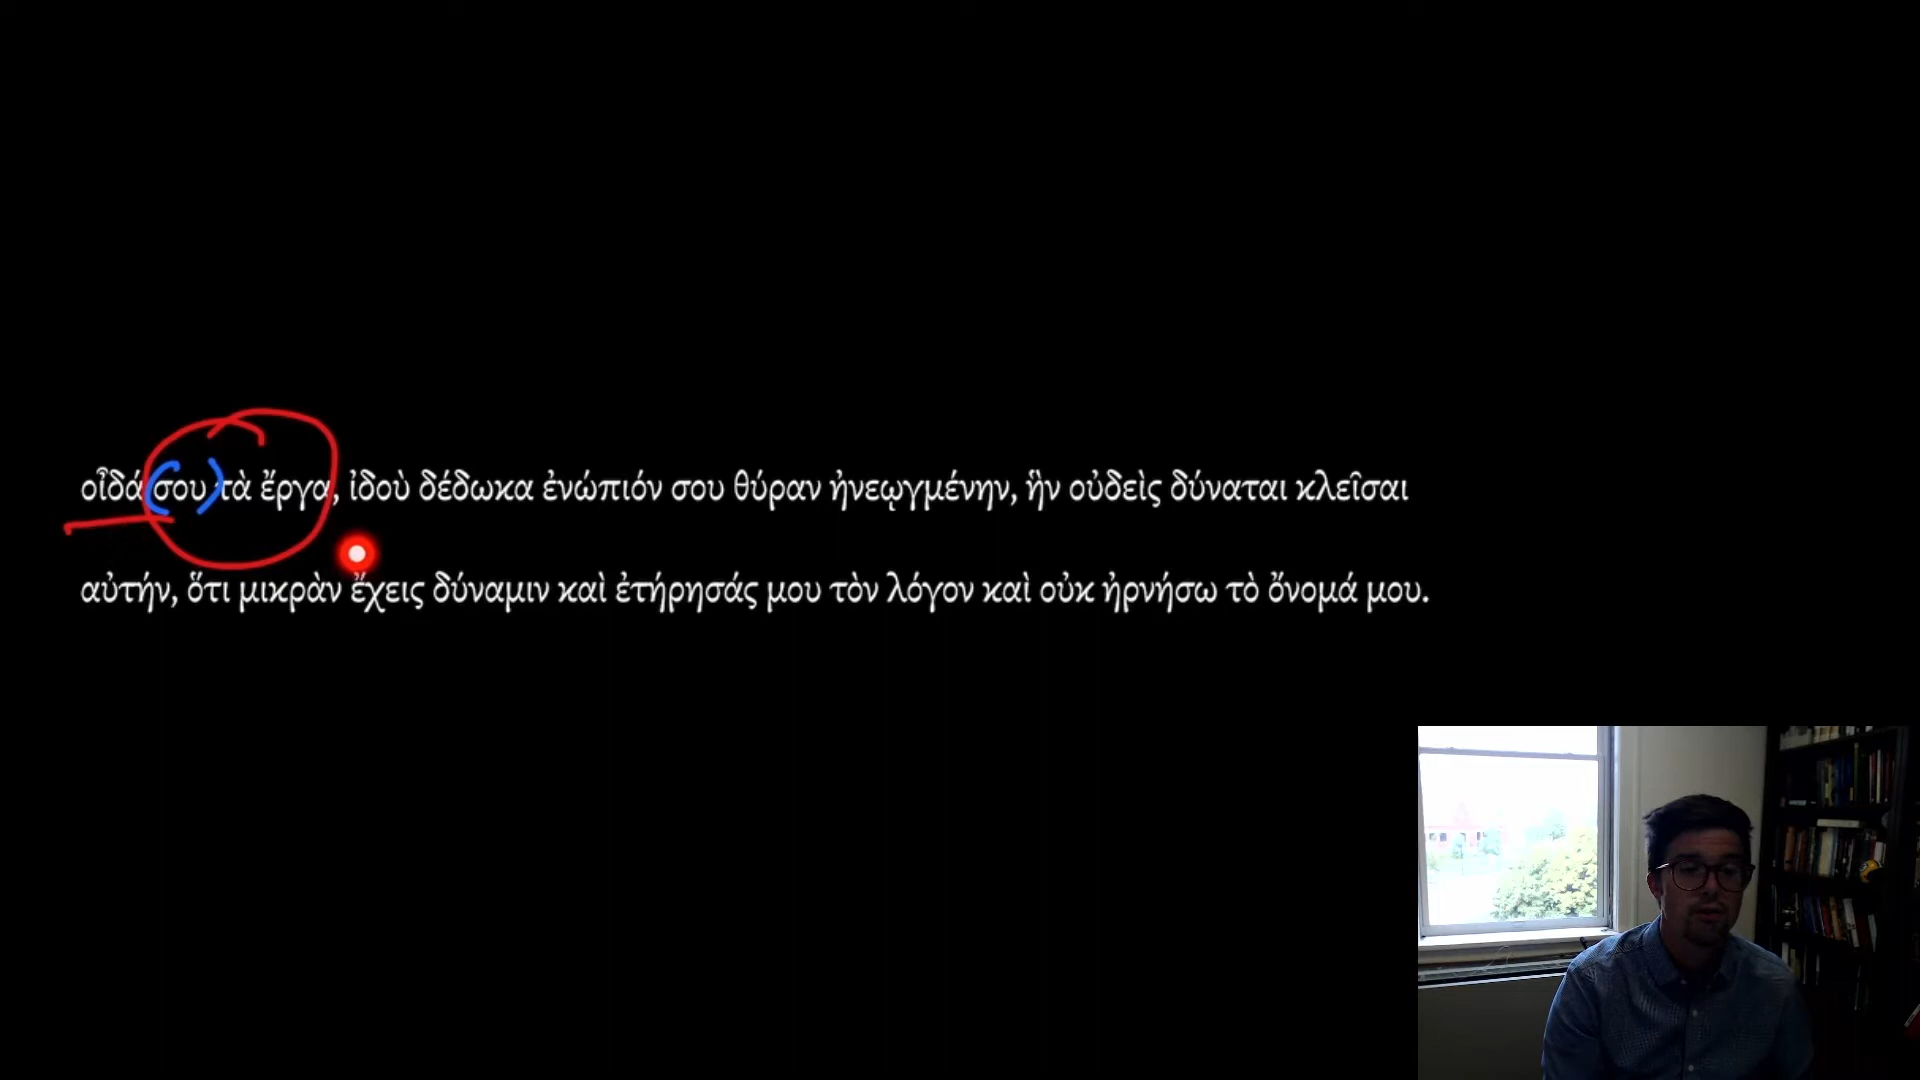 οἶδά σου τὰ ἔργα, ἰδοὺ δέδωκα ἐνώπιόν σου θύραν ἠνεῳγμένην, ἣν οὐδεὶς δύναται κλεῖσαι
αὐτήν, ὅτι μικρὰν ἔχεις δύναμιν καὶ ἐτήρησάς μου τὸν λόγον καὶ οὐκ ἠρνήσω τὸ ὄνομά μου.